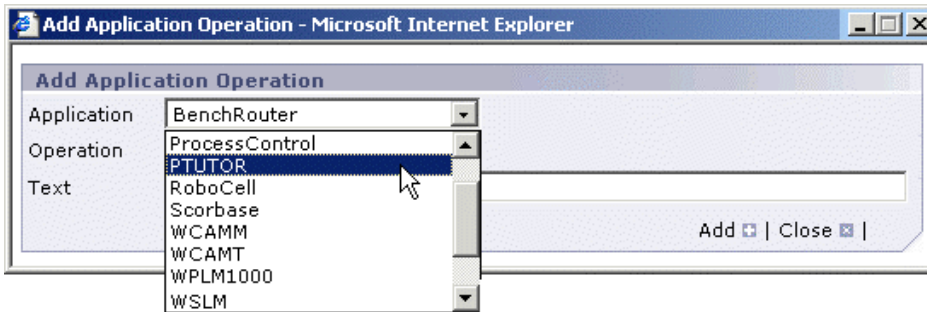 Add Application Operation - Microsoft Internet Explorer
Add Application Operation
Application BenchRouter
Operation
Text
ProcessControl
PTUTOR
RoboCell
Scorbase
WCAMM
WCAMT
WPLM1000
WSLM
Add | Close |